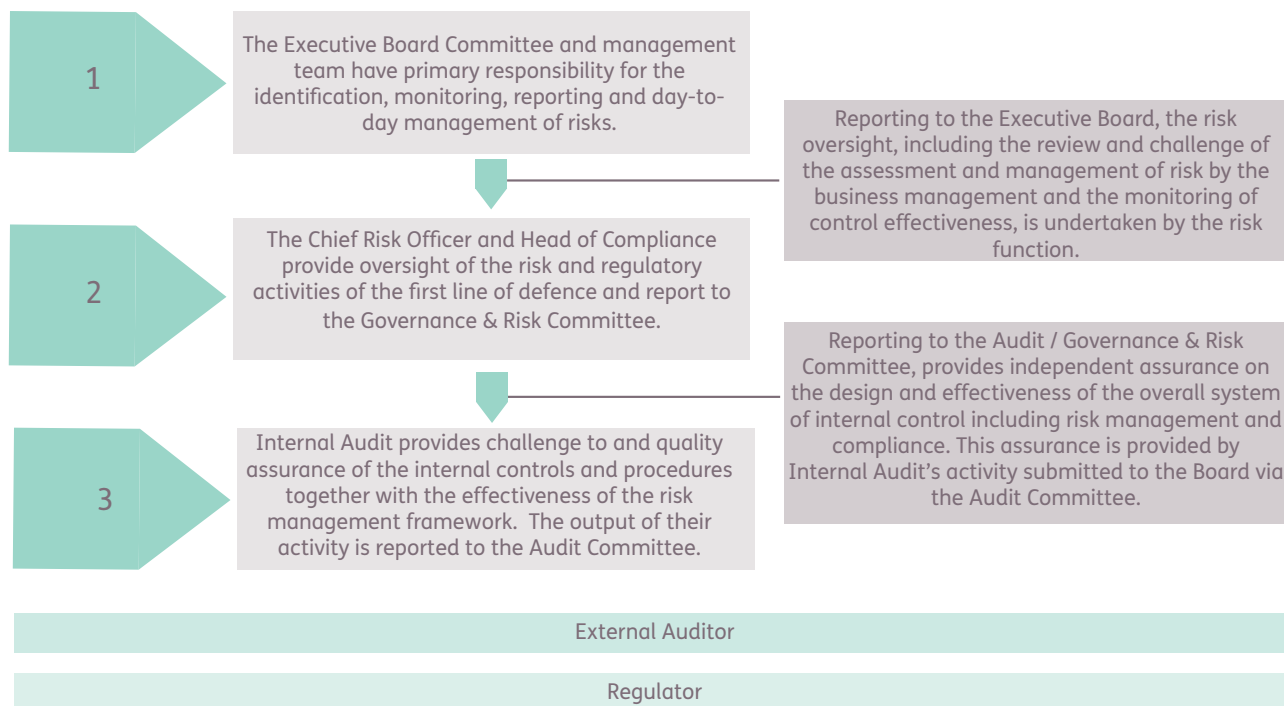 1
The Executive Board Committee and management
team have primary responsibility for the
identification, monitoring, reporting and day-to-
day management of risks.
Reporting to the Executive Board, the risk
oversight, including the review and challenge of
the assessment and management of risk by the
business management and the monitoring of
control effectiveness, is undertaken by the risk
function.
2
The Chief Risk Officer and Head of Compliance
provide oversight of the risk and regulatory
activities of the first line of defence and report to
the Governance & Risk Committee.
Reporting to the Audit / Governance & Risk
Committee, provides independent assurance on
the design and effectiveness of the overall system
of internal control including risk management and
compliance. This assurance is provided by
Internal Audit’s activity submitted to the Board via
the Audit Committee.
3
Internal Audit provides challenge to and quality
assurance of the internal controls and procedures
together with the effectiveness of the risk
management framework.  The output of their
activity is reported to the Audit Committee.
External Auditor
Regulator